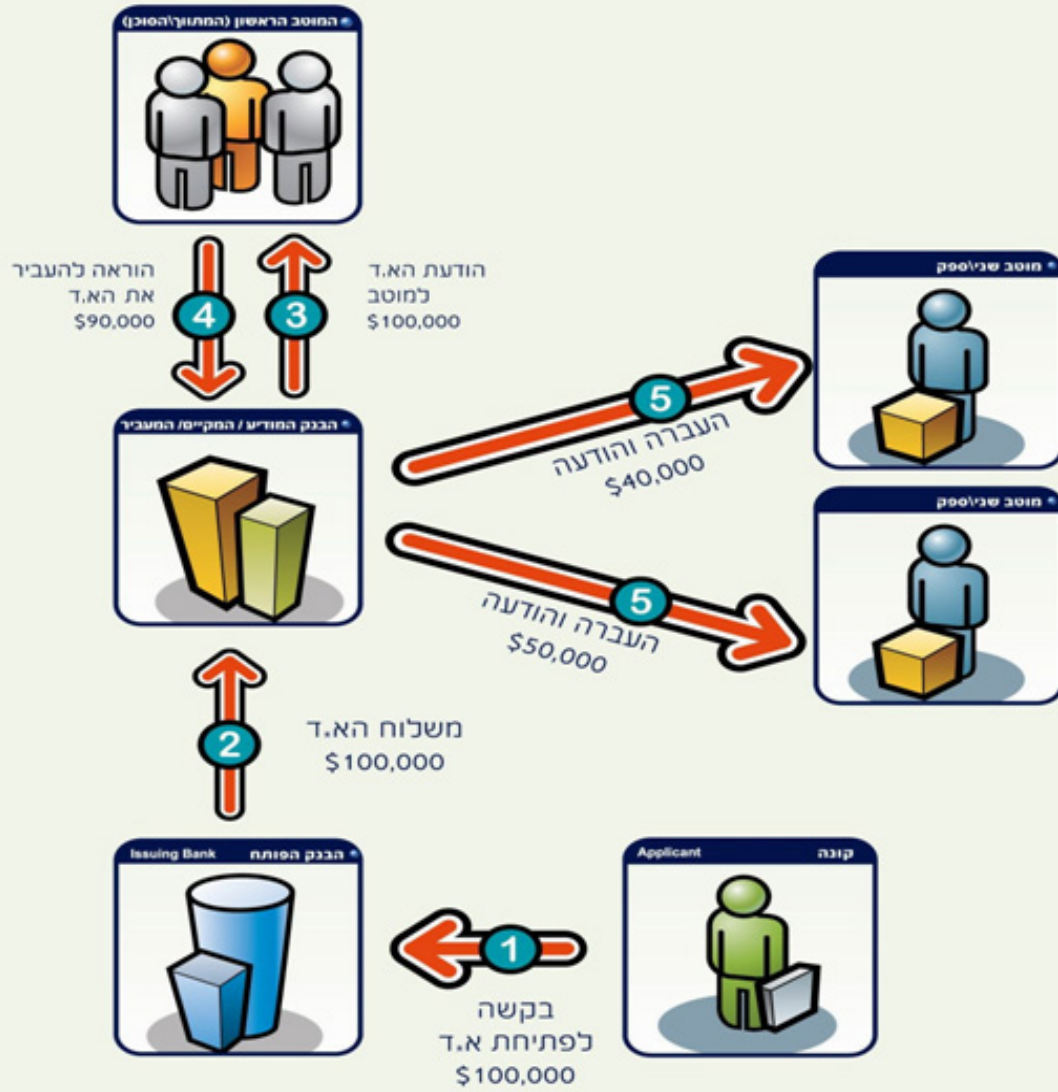 המוטב הראשון (המתווך\הסוכן)
הוראה להעביר
את הא.ד
$90,000
4
3
הודעת הא.ד
למוטב
$100,000
מוטב שני\ספק
הבנק המודיע / המקיים/ המעביר
5
העברה והודעה
$40,000
מוטב שני\ספק
5
העברה והודעה
$50,000
2
משלוח הא.ד
$100,000
הבנק הפותח Issuing Bank
קונה Applicant
1
בקשה
לפתיחת א.ד
$100,000